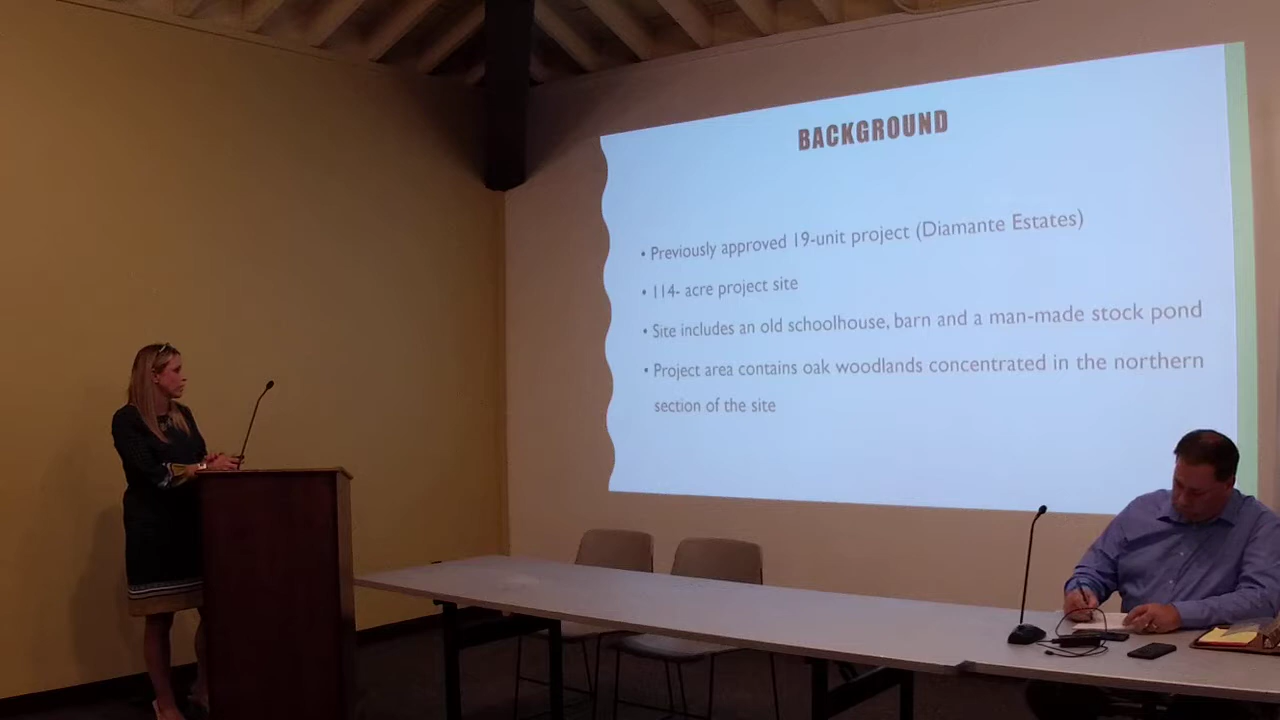 BACKGROUND
• Previously approved 19-unit project (Diamante Estates)
• 114- acre project site
• Site includes an old schoolhouse, barn and a man-made stock pond
• Project area contains oak woodlands concentrated in the northern
section of the site